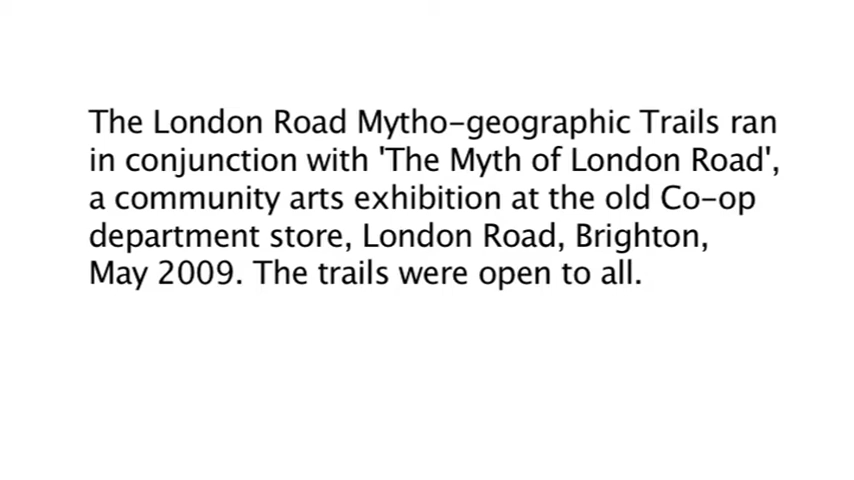 The London Road Mytho-geographic Trails ran
in conjunction with 'The Myth of London Road',
a community arts exhibition at the old Co-op
department store, London Road, Brighton,
May 2009. The trails were open to all.